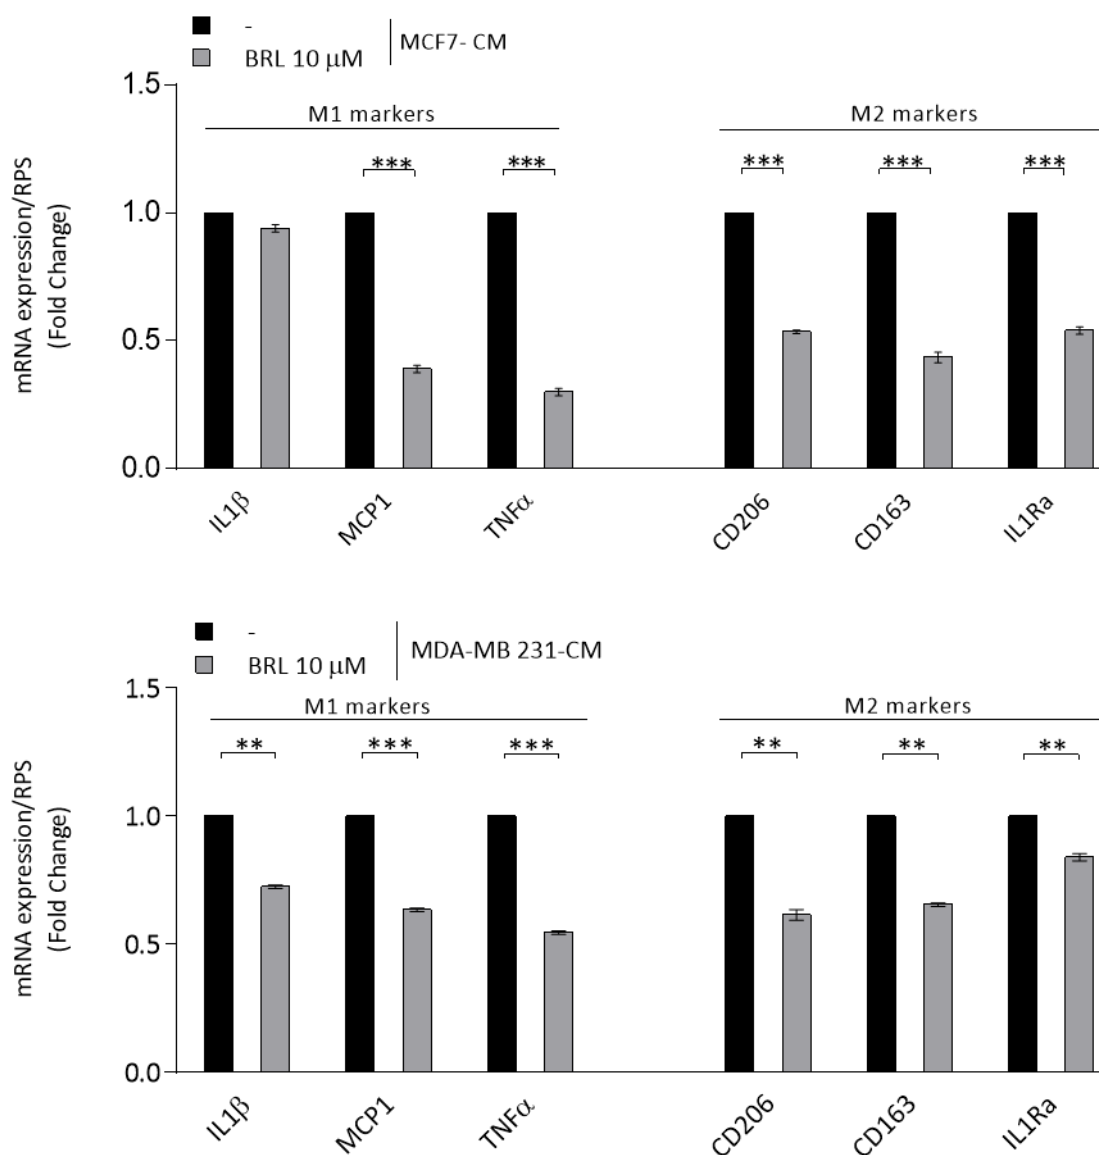 -
BRL 10 μM
MCF7- CM
1.5
M1 markers
M2 markers
*** *** *** *** ***
1.0
0.5
0.0
mRNA expression/RPS
(Fold Change)
IL1β MCP1 TNFα CD206 CD163 IL1Ra
-
BRL 10 μM
MDA-MB 231-CM
1.5
M1 markers
M2 markers
** *** *** ** ** **
1.0
0.5
0.0
mRNA expression/RPS
(Fold Change)
IL1β MCP1 TNFα CD206 CD163 IL1Ra